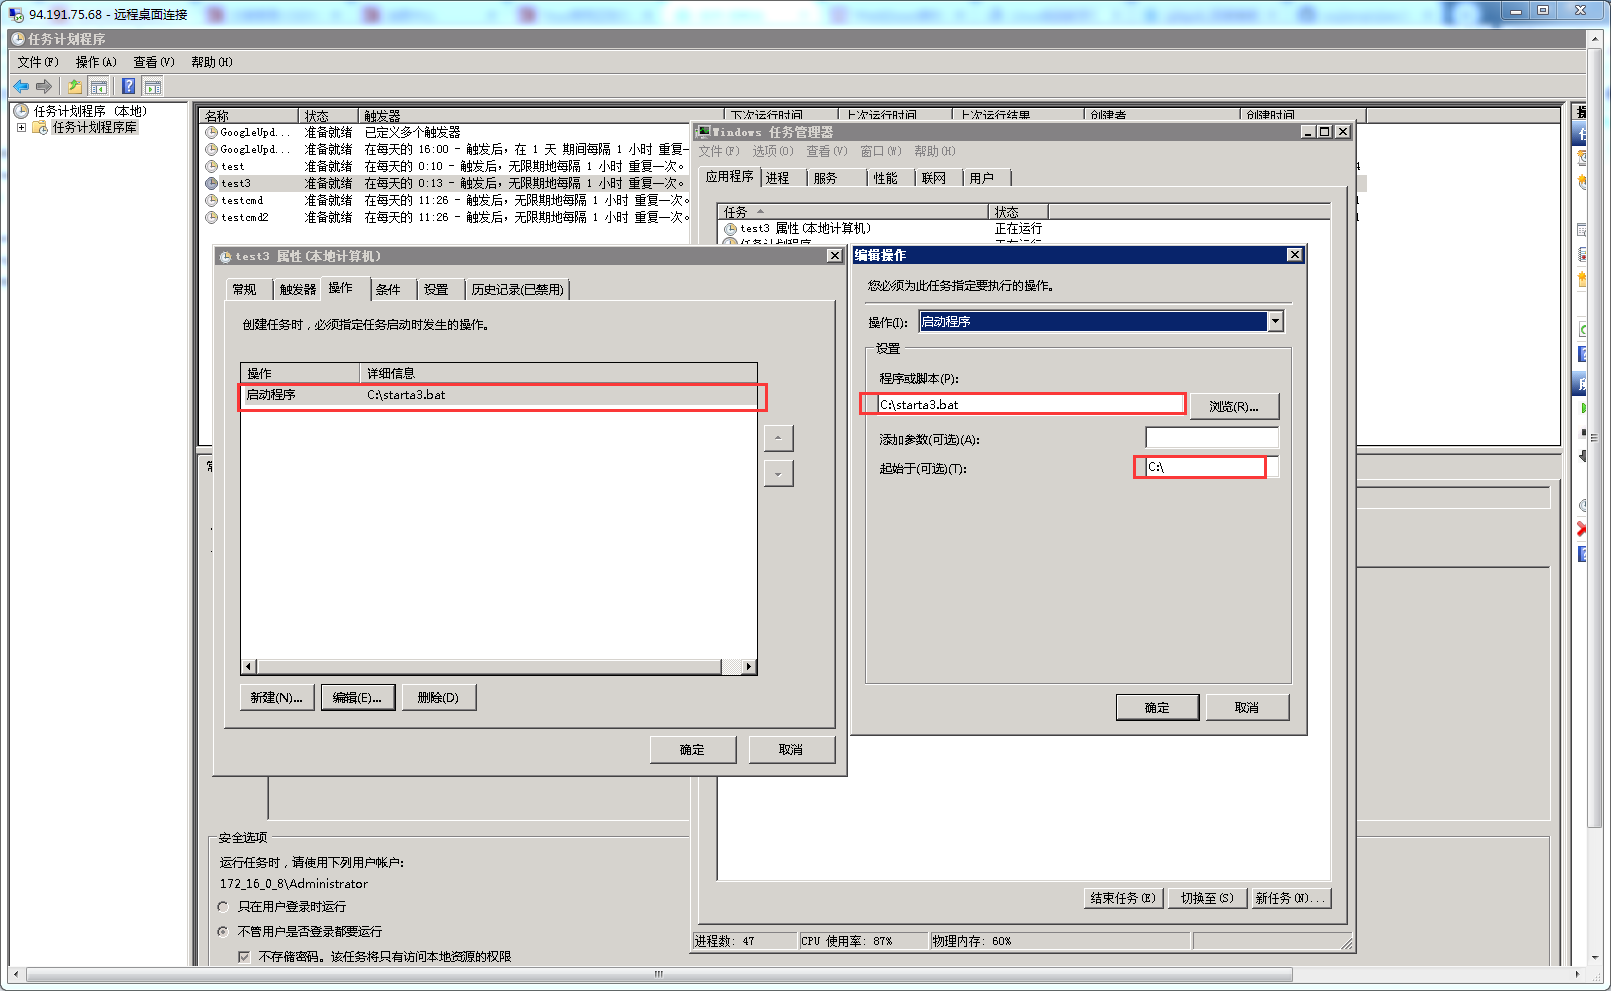 94.191.75.68 - 远程桌面连接
任务计划程序
文件(F) 操作(A) 查看(V) 帮助(H)
任务计划程序 (本地)
任务计划程序库
名称 状态 触发器 下次运行时间 上次运行时间 上次运行结果 创建者 创建时间
GoogleUpd... 准备就绪 已定义多个触发器
GoogleUpd... 准备就绪 在每天的 16:00 - 触发后，在 1 天 期间每隔 1 小时 重复一
test 准备就绪 在每天的 0:10 - 触发后，无限期地每隔 1 小时 重复一次。
test3 准备就绪 在每天的 0:13 - 触发后，无限期地每隔 1 小时 重复一次。
testcmd 准备就绪 在每天的 11:26 - 触发后，无限期地每隔 1 小时 重复一次
testcmd2 准备就绪 在每天的 11:26 - 触发后，无限期地每隔 1 小时 重复一次
Windows 任务管理器
文件(F) 选项(O) 查看(V) 窗口(W) 帮助(H)
应用程序 进程 服务 性能 联网 用户
任务 状态
test3 属性(本地计算机) 正在运行
任务计划程序 正在运行
test3 属性(本地计算机)
常规 触发器 操作 条件 设置 历史记录(已禁用)
创建任务时，必须指定任务启动时发生的操作。
操作 详细信息
启动程序 C:\starta3.bat
新建(N)... 编辑(E)... 删除(D)
确定 取消
编辑操作
您必须为此任务指定要执行的操作。
操作(I): 启动程序
设置
程序或脚本(P):
C:\starta3.bat 浏览(R)...
添加参数(可选)(A):
起始于(可选)(T): C:\
确定 取消
安全选项
运行任务时，请使用下列用户帐户:
172_16_0_8\Administrator
只在用户登录时运行
不管用户是否登录都要运行
不存储密码。该任务将只有访问本地资源的权限
结束任务(E) 切换至(S) 新任务(N)...
进程数: 47 CPU 使用率: 87% 物理内存: 60%